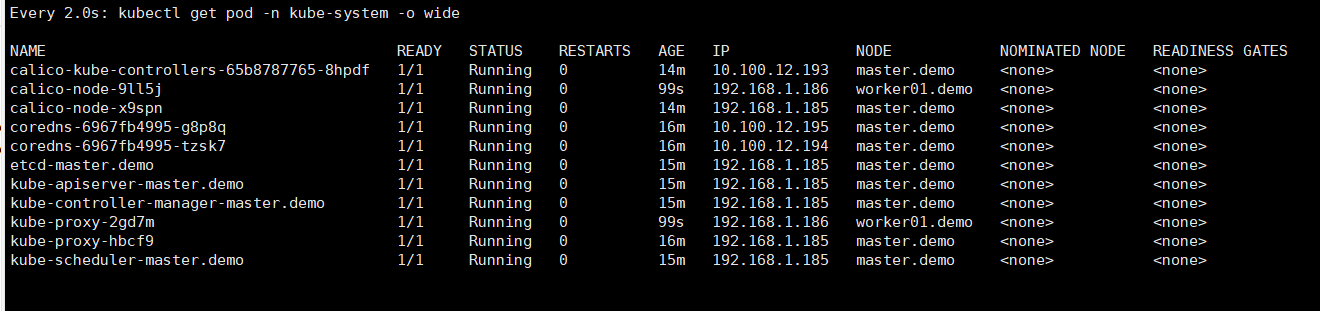 Every 2.0s: kubectl get pod -n kube-system -o wide
NAME READY STATUS RESTARTS AGE IP NODE NOMINATED NODE READINESS GATES
calico-kube-controllers-65b8787765-8hpdf 1/1 Running 0 14m 10.100.12.193 master.demo <none> <none>
calico-node-9ll5j 1/1 Running 0 99s 192.168.1.186 worker01.demo <none> <none>
calico-node-x9spn 1/1 Running 0 14m 192.168.1.185 master.demo <none> <none>
coredns-6967fb4995-g8p8q 1/1 Running 0 16m 10.100.12.195 master.demo <none> <none>
coredns-6967fb4995-tzsk7 1/1 Running 0 16m 10.100.12.194 master.demo <none> <none>
etcd-master.demo 1/1 Running 0 15m 192.168.1.185 master.demo <none> <none>
kube-apiserver-master.demo 1/1 Running 0 15m 192.168.1.185 master.demo <none> <none>
kube-controller-manager-master.demo 1/1 Running 0 15m 192.168.1.185 master.demo <none> <none>
kube-proxy-2gd7m 1/1 Running 0 99s 192.168.1.186 worker01.demo <none> <none>
kube-proxy-hbcf9 1/1 Running 0 16m 192.168.1.185 master.demo <none> <none>
kube-scheduler-master.demo 1/1 Running 0 15m 192.168.1.185 master.demo <none> <none>